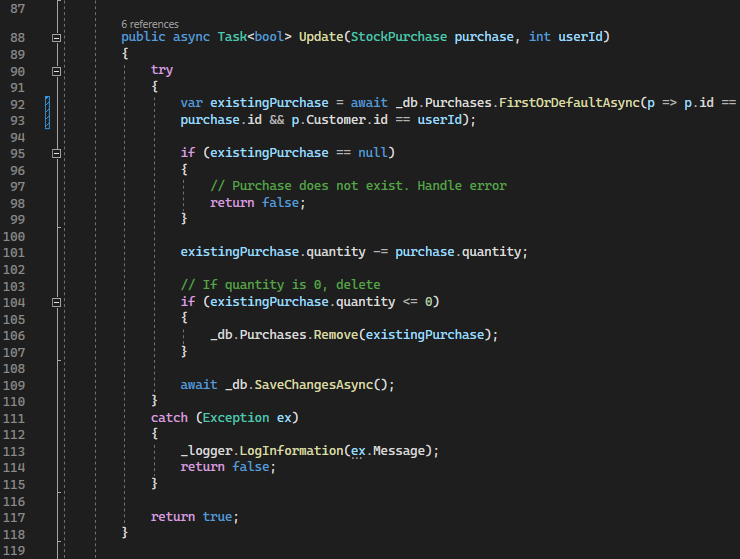 87
6 references
88 public async Task<bool> Update(StockPurchase purchase, int userId)
89 {
90 try
91 {
92 var existingPurchase = await _db.Purchases.FirstOrDefaultAsync(p => p.id ==
93 purchase.id && p.Customer.id == userId);
94
95 if (existingPurchase == null)
96 {
97 // Purchase does not exist. Handle error
98 return false;
99 }
100
101 existingPurchase.quantity -= purchase.quantity;
102
103 // If quantity is 0, delete
104 if (existingPurchase.quantity <= 0)
105 {
106 _db.Purchases.Remove(existingPurchase);
107 }
108
109 await _db.SaveChangesAsync();
110 }
111 catch (Exception ex)
112 {
113 _logger.LogInformation(ex.Message);
114 return false;
115 }
116
117 return true;
118 }
119